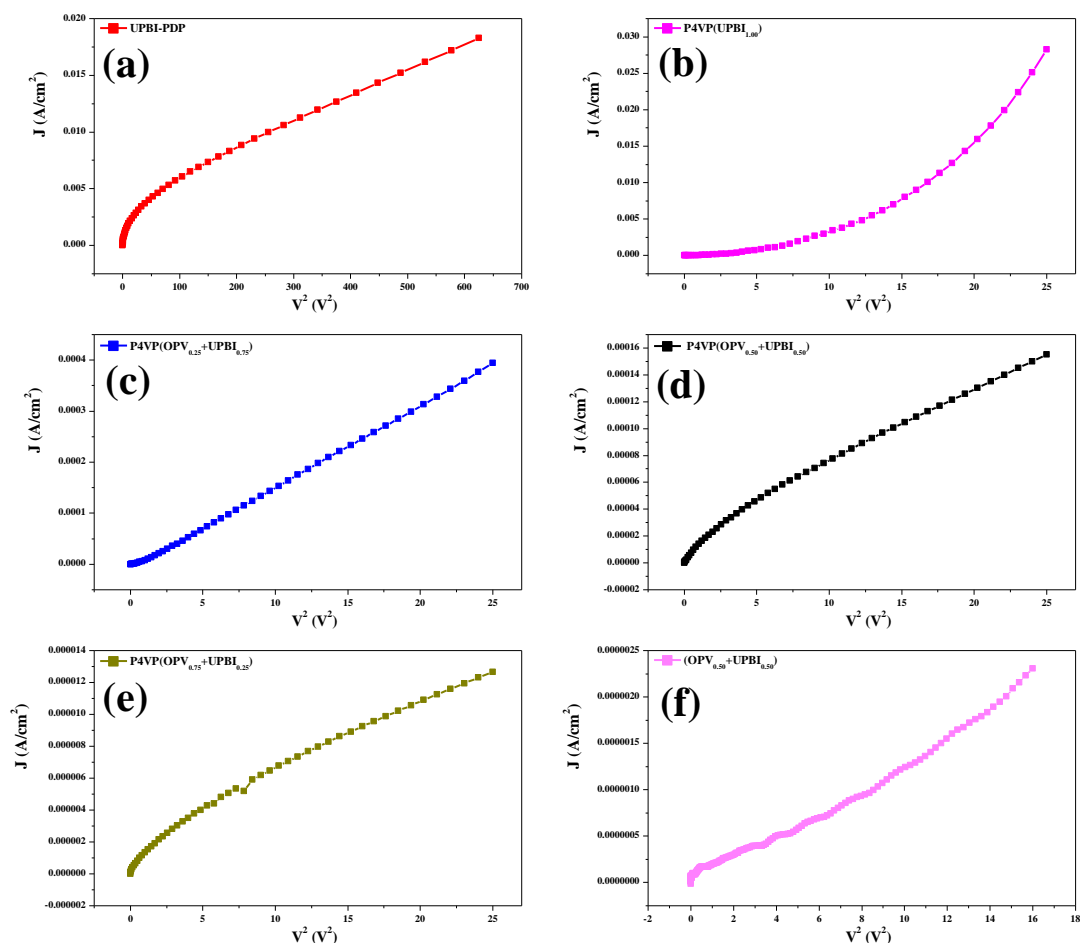 UPBI-PDP
(a)
0.020
0.015
0.010
0.005
0.000
J (A/cm²)
0 100 200 300 400 500 600 700
V² (V²)
P4VP(UPBI₁.₀₀)
(b)
0.030
0.025
0.020
0.015
0.010
0.005
0.000
J (A/cm²)
0 5 10 15 20 25
V² (V²)
P4VP(OPV₀.₂₅+UPBI₀.₇₅)
(c)
0.0004
0.0003
0.0002
0.0001
0.0000
J (A/cm²)
0 5 10 15 20 25
V² (V²)
P4VP(OPV₀.₅₀+UPBI₀.₅₀)
(d)
0.00016
0.00014
0.00012
0.00010
0.00008
0.00006
0.00004
0.00002
0.00000
-0.00002
J (A/cm²)
0 5 10 15 20 25
V² (V²)
P4VP(OPV₀.₇₅+UPBI₀.₂₅)
(e)
0.000014
0.000012
0.000010
0.000008
0.000006
0.000004
0.000002
0.000000
-0.000002
J (A/cm²)
0 5 10 15 20 25
V² (V²)
(OPV₀.₅₀+UPBI₀.₅₀)
(f)
0.0000025
0.0000020
0.0000015
0.0000010
0.0000005
0.0000000
J (A/cm²)
-2 0 2 4 6 8 10 12 14 16 18
V² (V²)